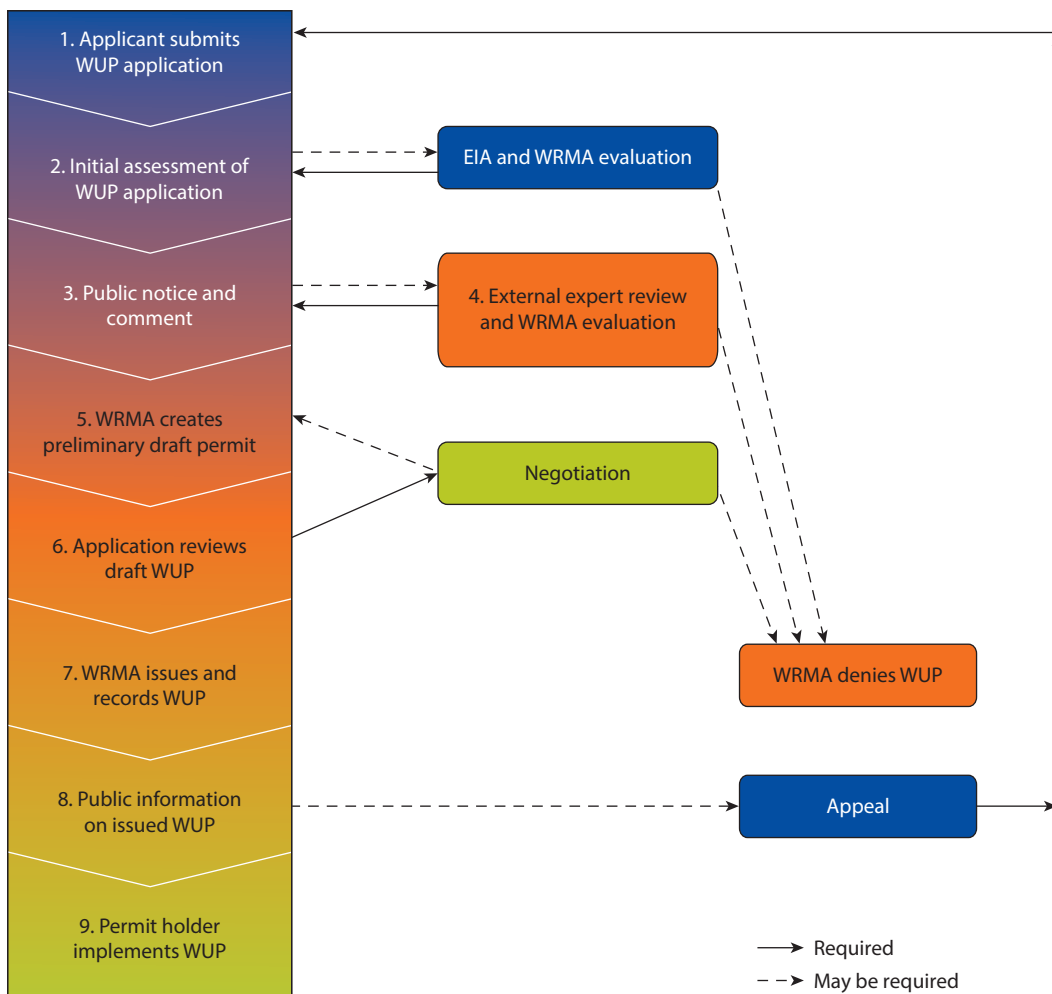 1. Applicant submits
WUP application
2. Initial assessment of
WUP application
EIA and WRMA evaluation
3. Public notice and
comment
4. External expert review
and WRMA evaluation
5. WRMA creates
preliminary draft permit
Negotiation
6. Application reviews
draft WUP
7. WRMA issues and
records WUP
WRMA denies WUP
8. Public information
on issued WUP
Appeal
9. Permit holder
implements WUP
Required
May be required